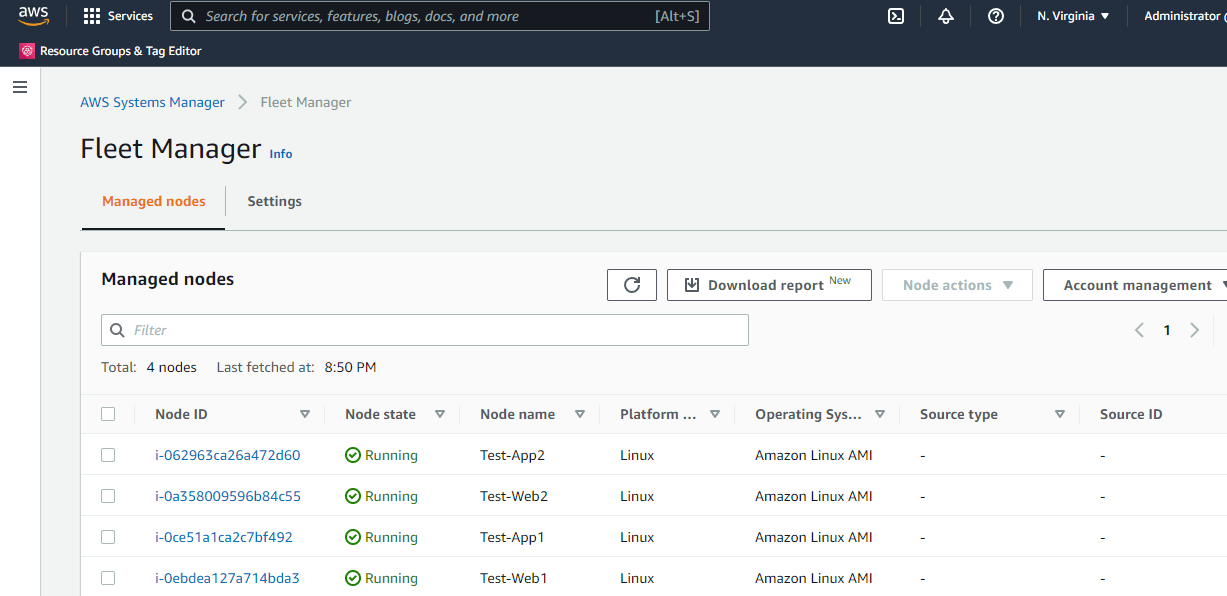 aws Services Search for services, features, blogs, docs, and more [Alt+S] N. Virginia Administrator
Resource Groups & Tag Editor
AWS Systems Manager Fleet Manager
Fleet Manager Info
Managed nodes Settings
Managed nodes Download report New Node actions Account management
Filter 1
Total: 4 nodes Last fetched at: 8:50 PM
Node ID Node state Node name Platform ... Operating Sys... Source type Source ID
i-062963ca26a472d60 Running Test-App2 Linux Amazon Linux AMI - -
i-0a358009596b84c55 Running Test-Web2 Linux Amazon Linux AMI - -
i-0ce51a1ca2c7bf492 Running Test-App1 Linux Amazon Linux AMI - -
i-0ebdea127a714bda3 Running Test-Web1 Linux Amazon Linux AMI - -